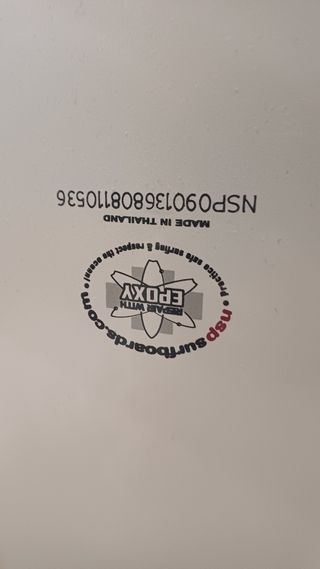 nspsurfboards.com
REPAIR WITH
EPOXY
• Practice safe surfing & respect the ocean! •
MADE IN THAILAND
NSP090136808110536